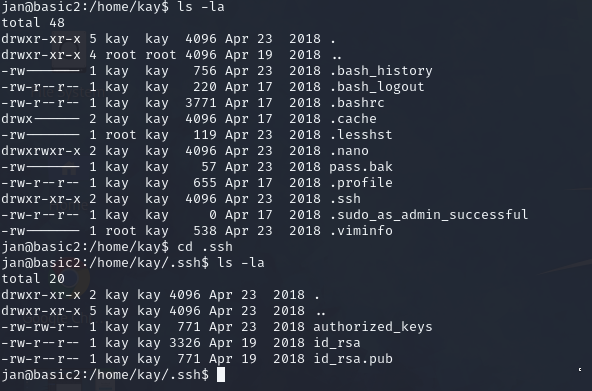 jan@basic2:/home/kay$ ls -la
total 48
drwxr-xr-x 5 kay  kay  4096 Apr 23  2018 .
drwxr-xr-x 4 root root 4096 Apr 19  2018 ..
-rw------- 1 kay  kay   756 Apr 23  2018 .bash_history
-rw-r--r-- 1 kay  kay   220 Apr 17  2018 .bash_logout
-rw-r--r-- 1 kay  kay  3771 Apr 17  2018 .bashrc
drwx------ 2 kay  kay  4096 Apr 17  2018 .cache
-rw------- 1 root kay   119 Apr 23  2018 .lesshst
drwxrwxr-x 2 kay  kay  4096 Apr 23  2018 .nano
-rw------- 1 kay  kay    57 Apr 23  2018 pass.bak
-rw-r--r-- 1 kay  kay   655 Apr 17  2018 .profile
drwxr-xr-x 2 kay  kay  4096 Apr 23  2018 .ssh
-rw-r--r-- 1 kay  kay     0 Apr 17  2018 .sudo_as_admin_successful
-rw------- 1 root kay   538 Apr 23  2018 .viminfo
jan@basic2:/home/kay$ cd .ssh
jan@basic2:/home/kay/.ssh$ ls -la
total 20
drwxr-xr-x 2 kay kay 4096 Apr 23  2018 .
drwxr-xr-x 5 kay kay 4096 Apr 23  2018 ..
-rw-rw-r-- 1 kay kay  771 Apr 23  2018 authorized_keys
-rw-r--r-- 1 kay kay 3326 Apr 19  2018 id_rsa
-rw-r--r-- 1 kay kay  771 Apr 19  2018 id_rsa.pub
jan@basic2:/home/kay/.ssh$